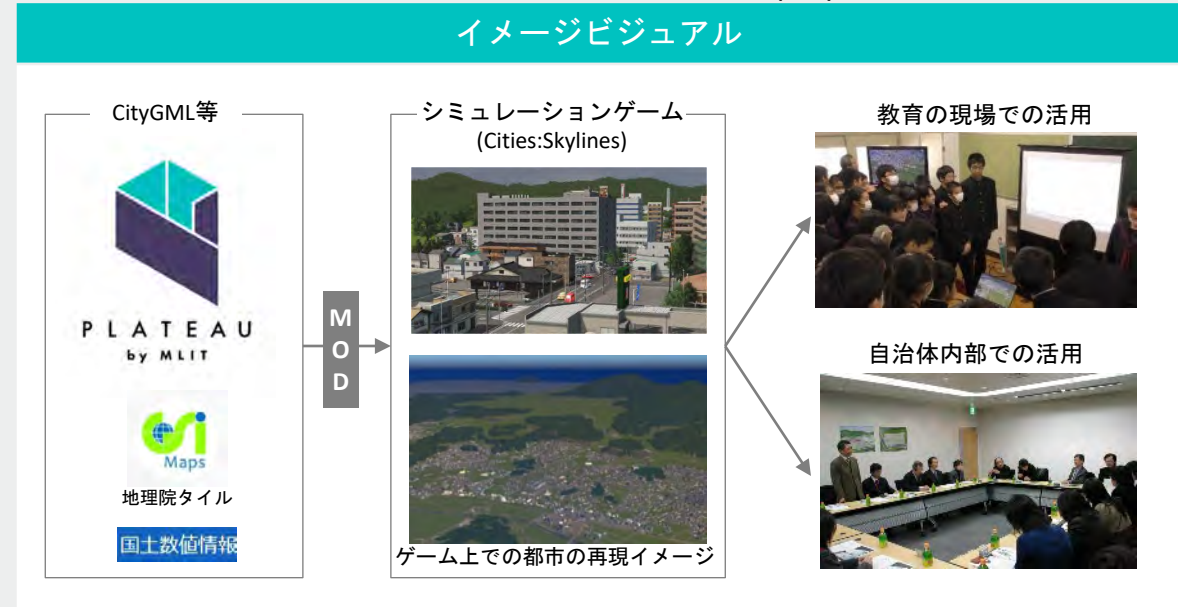 イメージビジュアル
CityGML等
PLATEAU
by MLIT
GSI
Maps
地理院タイル
国土数値情報
MOD
シミュレーションゲーム
(Cities:Skylines)
ゲーム上での都市の再現イメージ
教育の現場での活用
自治体内部での活用